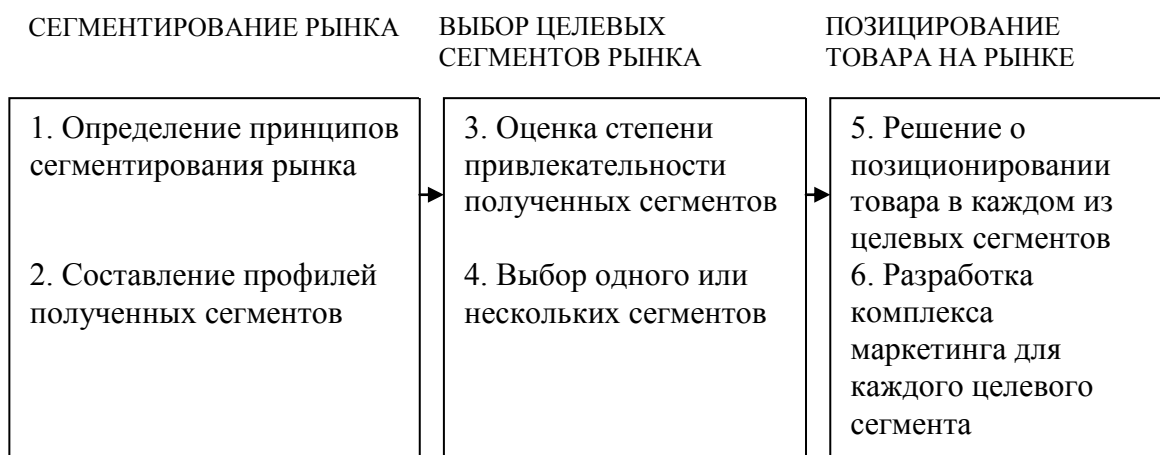 СЕГМЕНТИРОВАНИЕ РЫНКА
ВЫБОР ЦЕЛЕВЫХ
СЕГМЕНТОВ РЫНКА
ПОЗИЦИРОВАНИЕ
ТОВАРА НА РЫНКЕ
1. Определение принципов
сегментирования рынка
2. Составление профилей
полученных сегментов
3. Оценка степени
привлекательности
полученных сегментов
4. Выбор одного или
нескольких сегментов
5. Решение о
позиционировании
товара в каждом из
целевых сегментов
6. Разработка
комплекса
маркетинга для
каждого целевого
сегмента